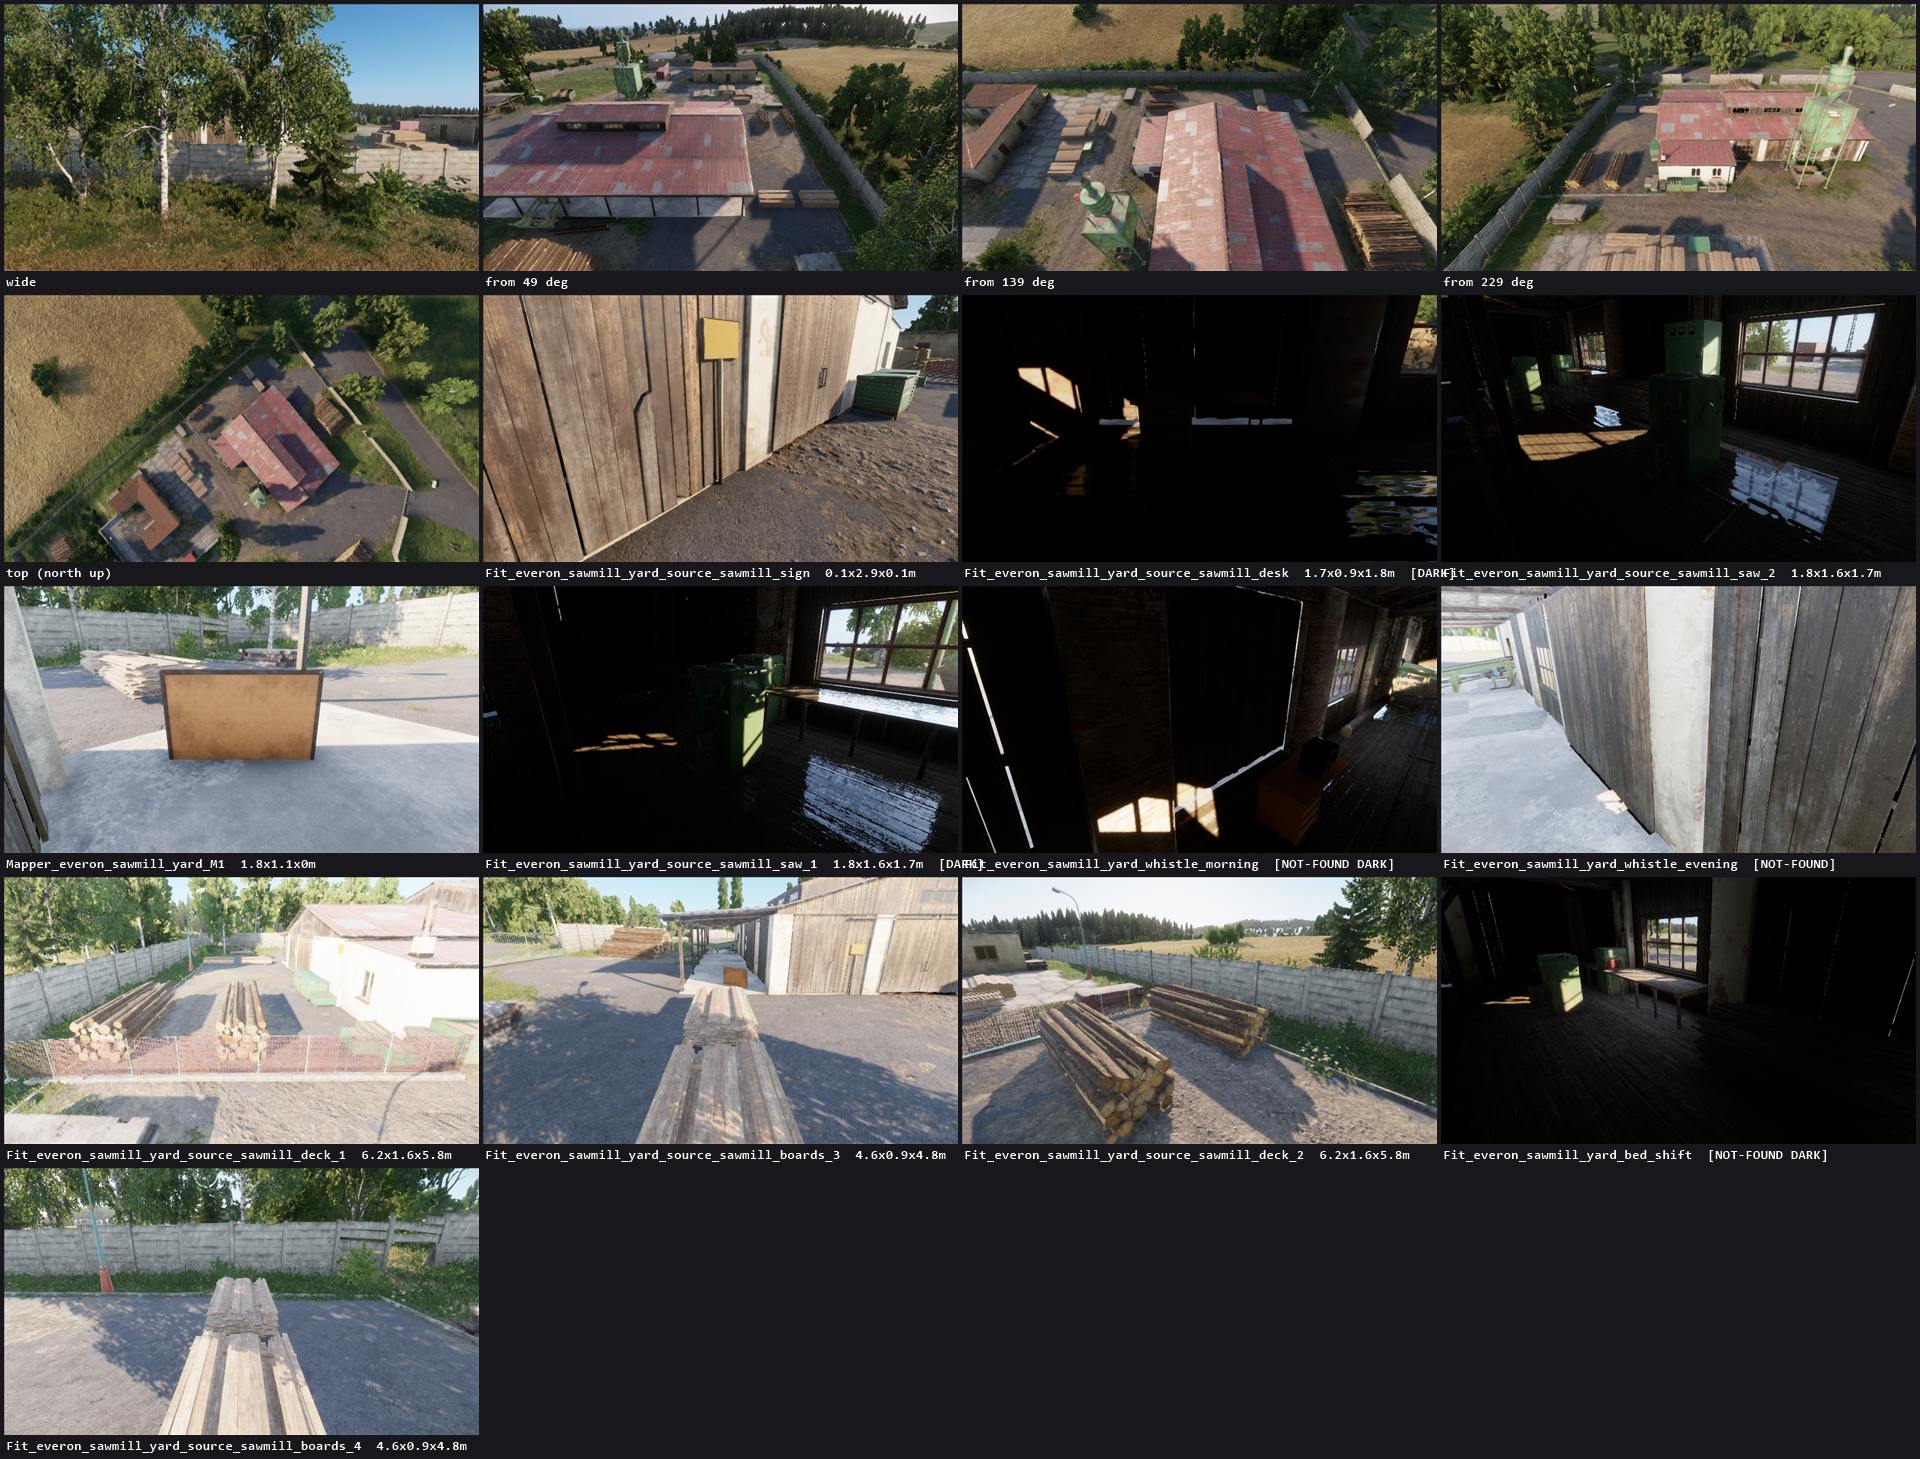 wide
from 49 deg
from 139 deg
from 229 deg
top (north up)
Fit_everon_sawmill_yard_source_sawmill_sign 0.1x2.9x0.1m
Fit_everon_sawmill_yard_source_sawmill_desk 1.7x0.9x1.8m [DARK]
Fit_everon_sawmill_yard_source_sawmill_saw_2 1.8x1.6x1.7m
Mapper_everon_sawmill_yard_M1 1.8x1.1x0m
Fit_everon_sawmill_yard_source_sawmill_saw_1 1.8x1.6x1.7m [DARK]
Fit_everon_sawmill_yard_whistle_morning [NOT-FOUND DARK]
Fit_everon_sawmill_yard_whistle_evening [NOT-FOUND]
Fit_everon_sawmill_yard_source_sawmill_deck_1 6.2x1.6x5.8m
Fit_everon_sawmill_yard_source_sawmill_boards_3 4.6x0.9x4.8m
Fit_everon_sawmill_yard_source_sawmill_deck_2 6.2x1.6x5.8m
Fit_everon_sawmill_yard_bed_shift [NOT-FOUND DARK]
Fit_everon_sawmill_yard_source_sawmill_boards_4 4.6x0.9x4.8m